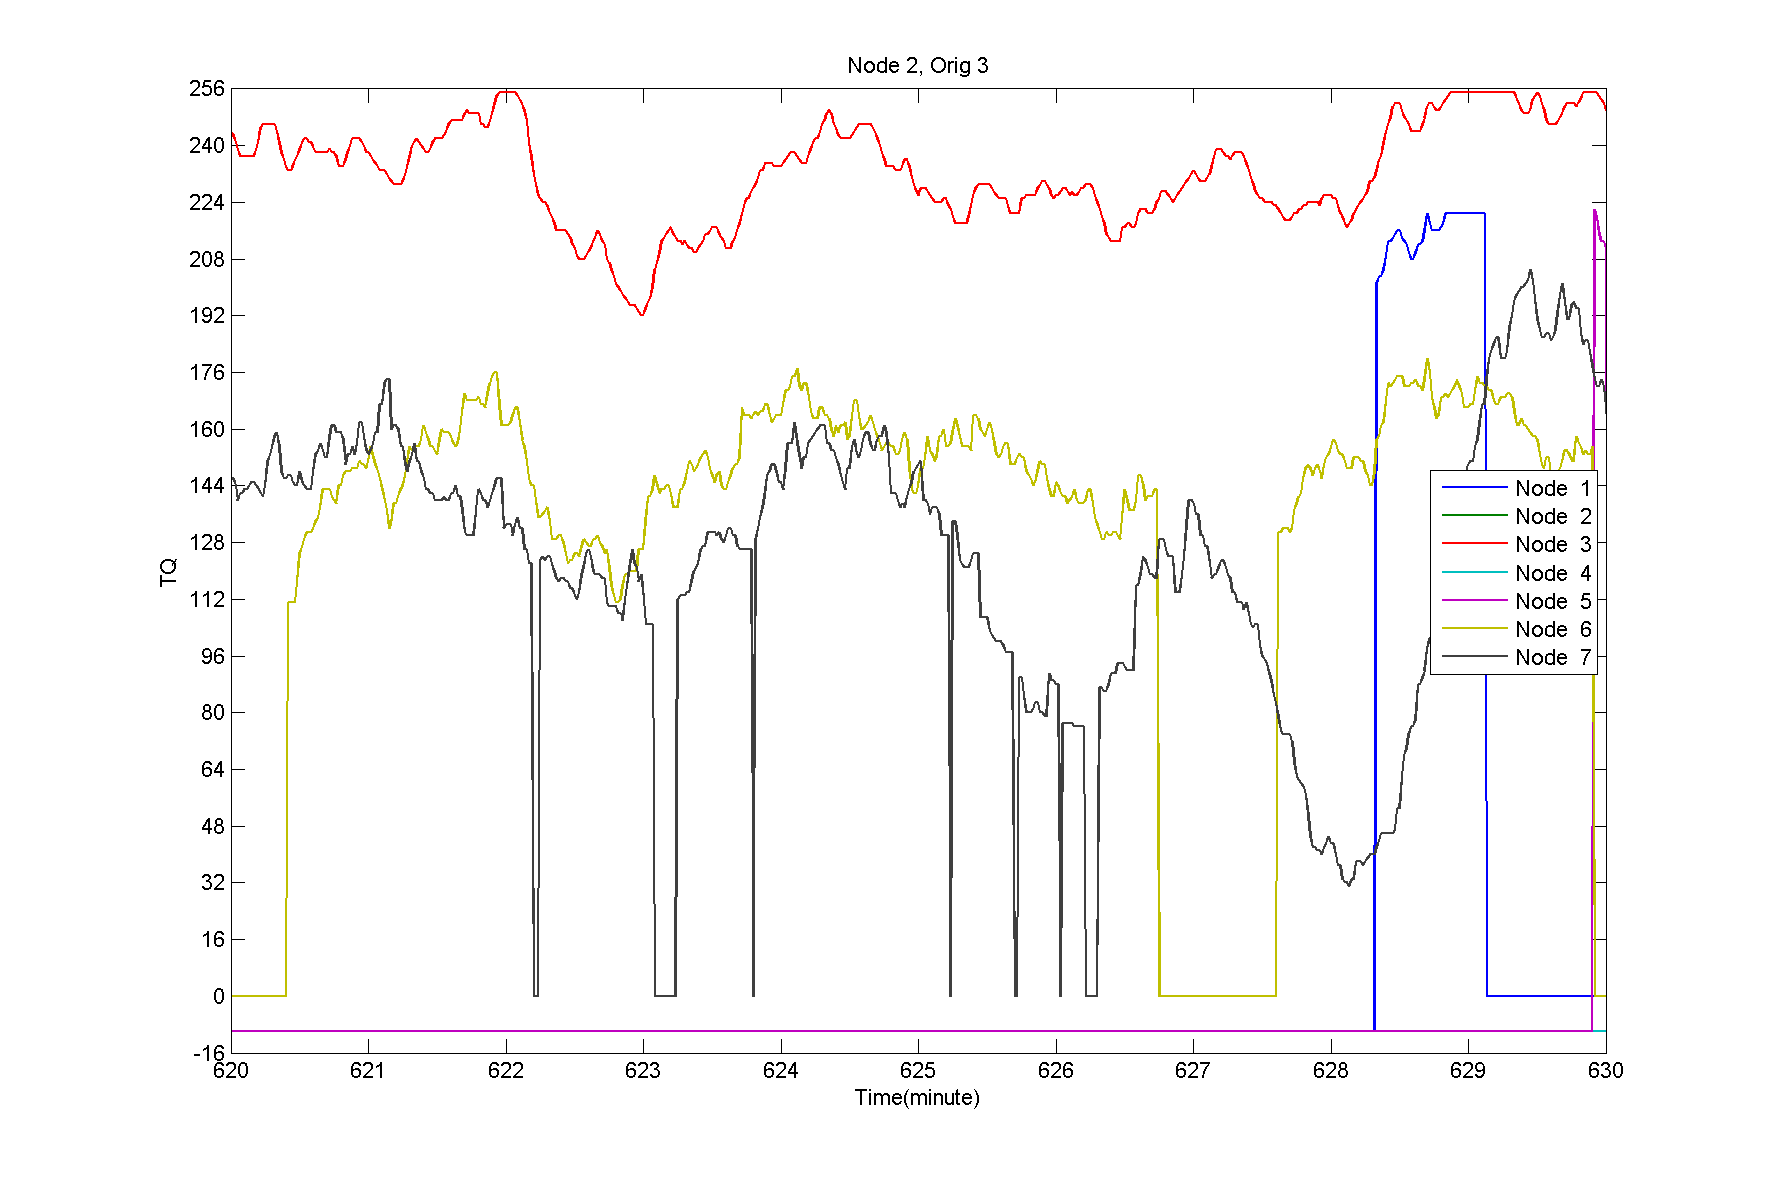 Node 2, Orig 3
256
240
224
208
192
176
160
144
128
112
96
80
64
48
32
16
0
-16
TQ
Node 1
Node 2
Node 3
Node 4
Node 5
Node 6
Node 7
620 621 622 623 624 625 626 627 628 629 630
Time(minute)